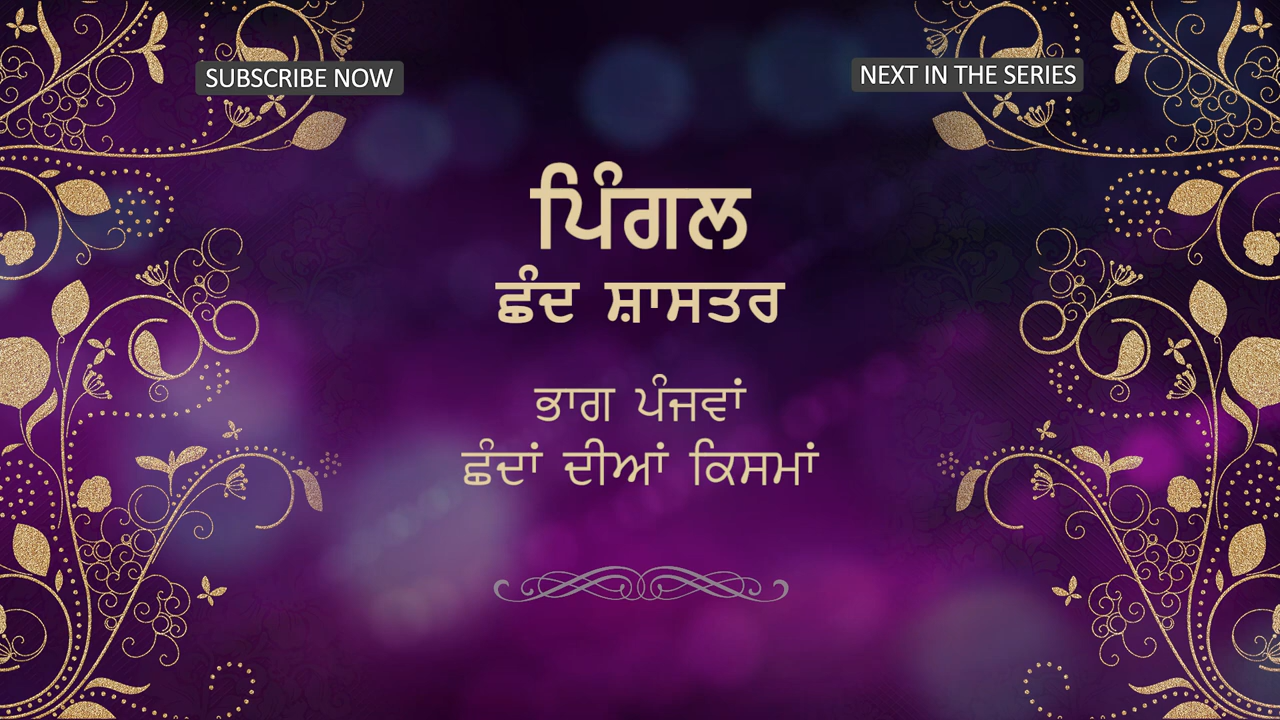 SUBSCRIBE NOW
NEXT IN THE SERIES
ਪਿੰਗਲ
ਛੰਦ ਸ਼ਾਸਤਰ
ਭਾਗ ਪੰਜਵਾਂ
ਛੰਦਾਂ ਦੀਆਂ ਕਿਸਮਾਂ